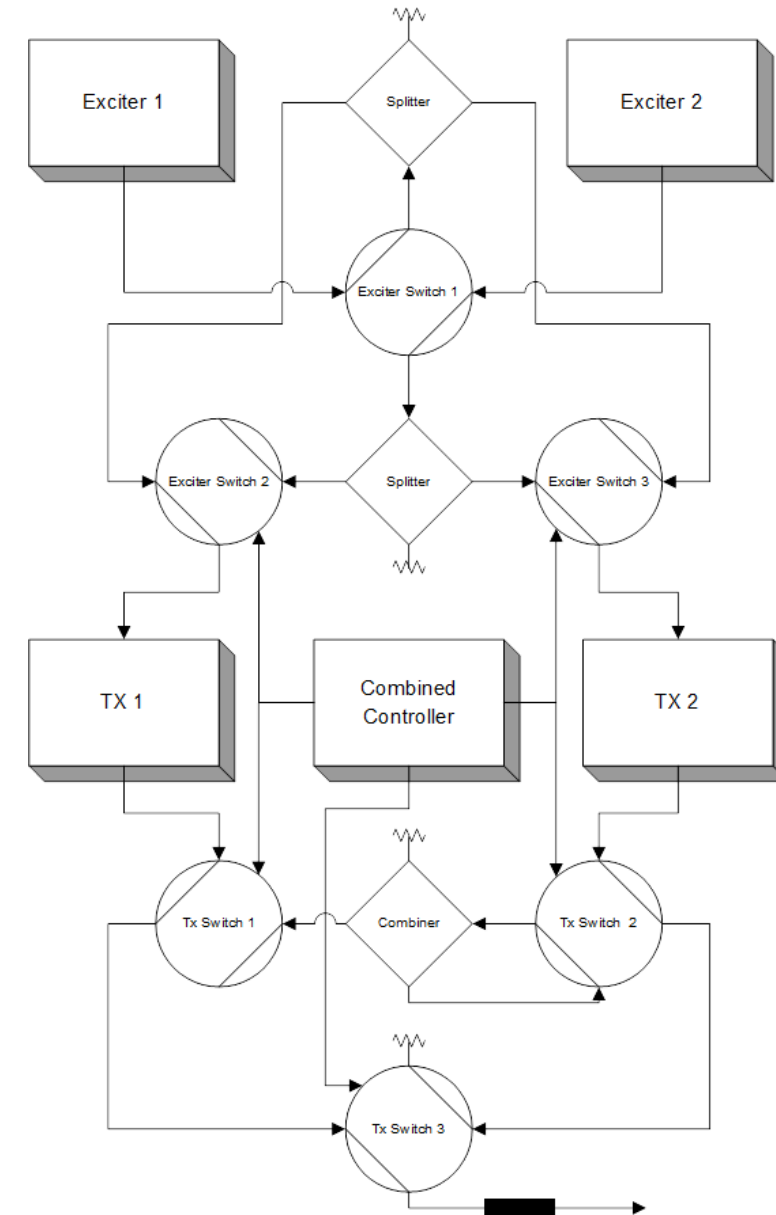 Exciter 1
Splitter
Exciter 2
Exciter Switch 1
Exciter Switch 2
Splitter
Exciter Switch 3
TX 1
Combined
Controller
TX 2
Tx Switch 1
Combiner
Tx Switch  2
Tx Switch 3